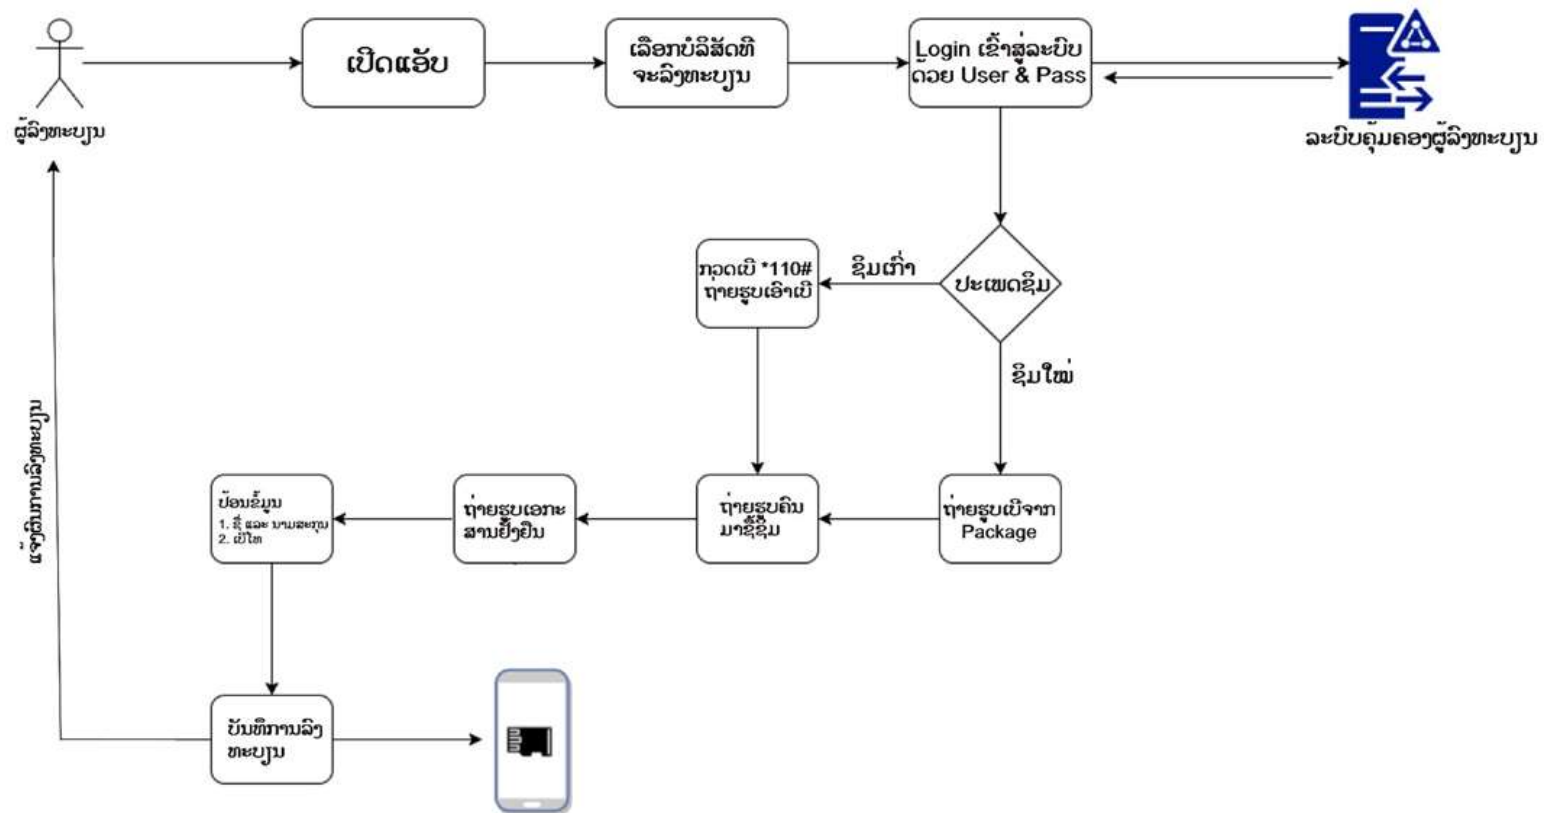 ຜູ້ລົງທະບຽນ
ເປີດແອັບ
ເລືອກບໍລິສັດທີ
ຈະລົງທະບຽນ
Login ເຂົ້າສູ່ລະບົບ
ດ້ວຍ User & Pass
ລະບົບຄຸ້ມຄອງຜູ້ລົງທະບຽນ
ປະເພດຊິມ
ຊິມເກົ່າ
ກວດເບີ *110#
ຖ່າຍຮູບເອົາເບີ
ຊິມໃໝ່
ຖ່າຍຮູບເບີຈາກ
Package
ຖ່າຍຮູບຄົນ
ມາຊື້ຊິມ
ຖ່າຍຮູບເອກະ
ສານຢັ້ງຢືນ
ປ້ອນຂໍ້ມູນ
1. ຊື່ ແລະ ນາມສະກຸນ
2. ເບີໂທ
ບັນທຶການລົງ
ທະບຽນ
ແຈ້ງຜົນການລົງທະບຽນ